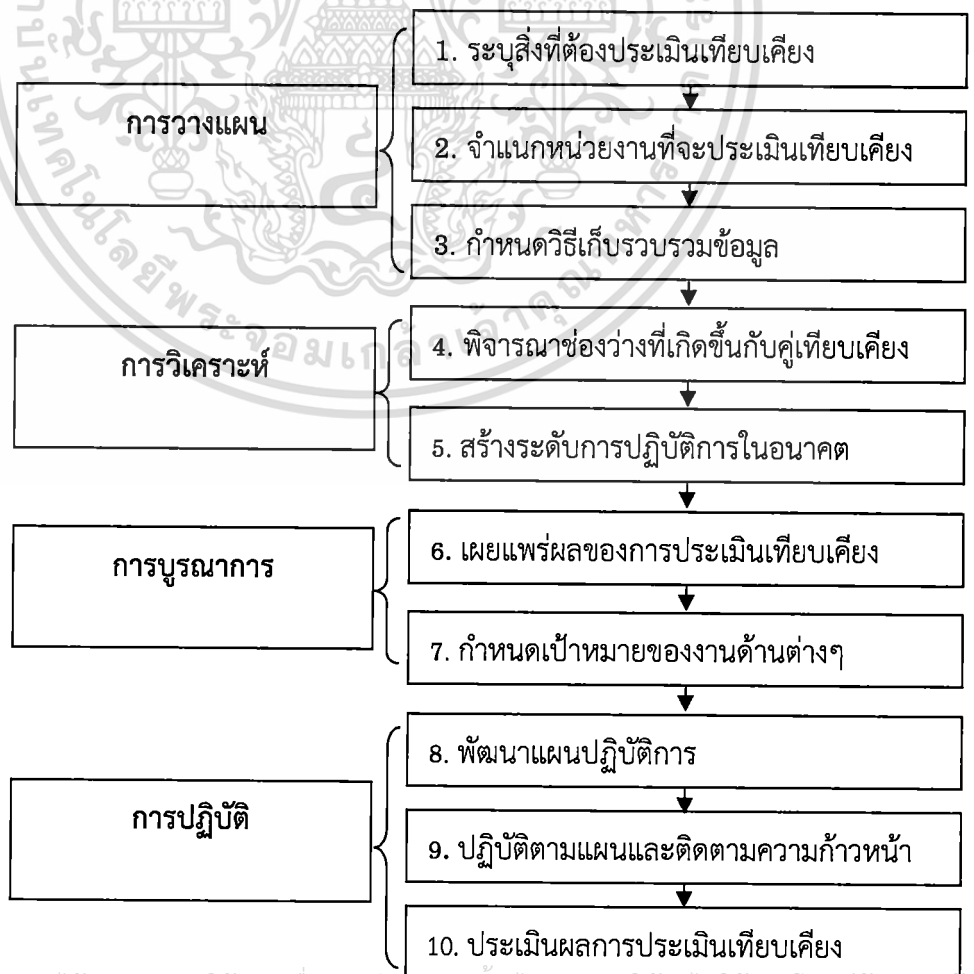 การวางแผน
1. ระบุสิ่งที่ต้องประเมินเทียบเคียง
2. จำแนกหน่วยงานที่จะประเมินเทียบเคียง
3. กำหนดวิธีเก็บรวบรวมข้อมูล
การวิเคราะห์
4. พิจารณาช่องว่างที่เกิดขึ้นกับคู่เทียบเคียง
5. สร้างระดับการปฏิบัติการในอนาคต
การบูรณาการ
6. เผยแพร่ผลของการประเมินเทียบเคียง
7. กำหนดเป้าหมายของงานด้านต่างๆ
การปฏิบัติ
8. พัฒนาแผนปฏิบัติการ
9. ปฏิบัติตามแผนและติดตามความก้าวหน้า
10. ประเมินผลการประเมินเทียบเคียง